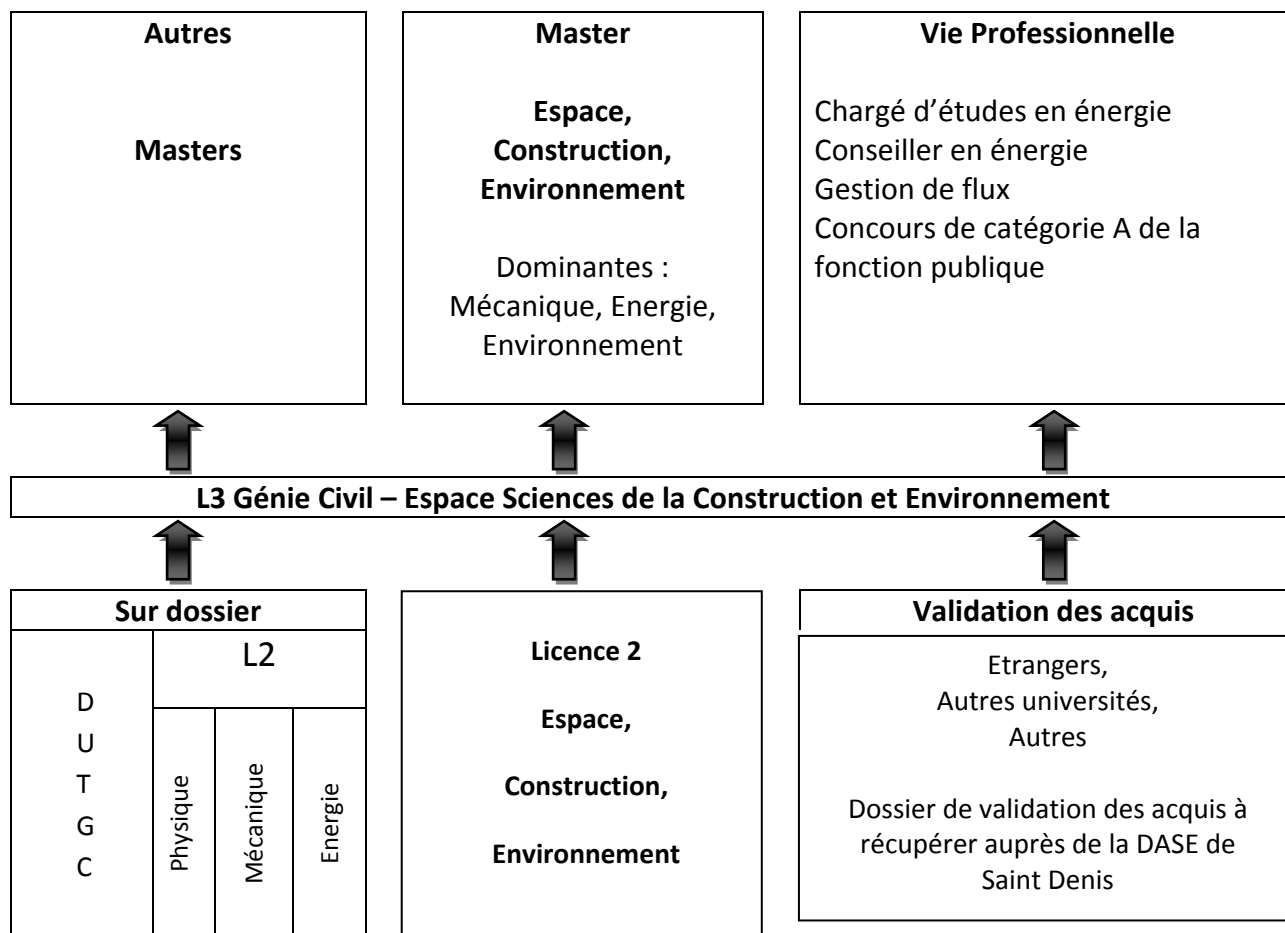 Autres
Masters
Master
Espace,
Construction,
Environnement
Dominantes :
Mécanique, Energie,
Environnement
Vie Professionnelle
Chargé d’études en énergie
Conseiller en énergie
Gestion de flux
Concours de catégorie A de la
fonction publique
L3 Génie Civil – Espace Sciences de la Construction et Environnement
Sur dossier
D
U
T
G
C
L2
Physique
Mécanique
Energie
Licence 2
Espace,
Construction,
Environnement
Validation des acquis
Etrangers,
Autres universités,
Autres
Dossier de validation des acquis à
récupérer auprès de la DASE de
Saint Denis